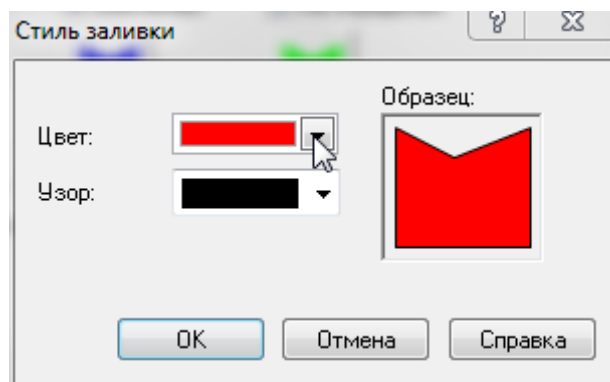 Стиль заливки
Образец:
Цвет:
Узор:
OK
Отмена
Справка